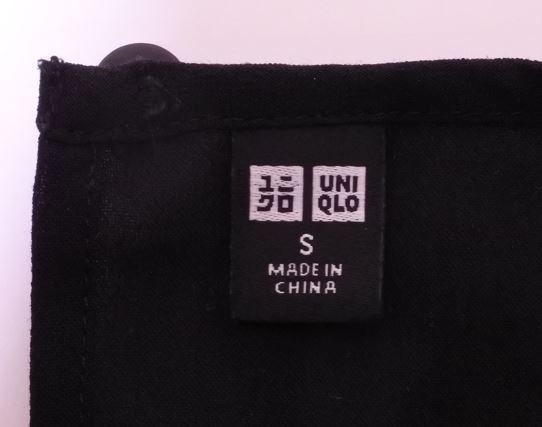 ユニ UNI
クロ QLO
S
MADE IN
CHINA